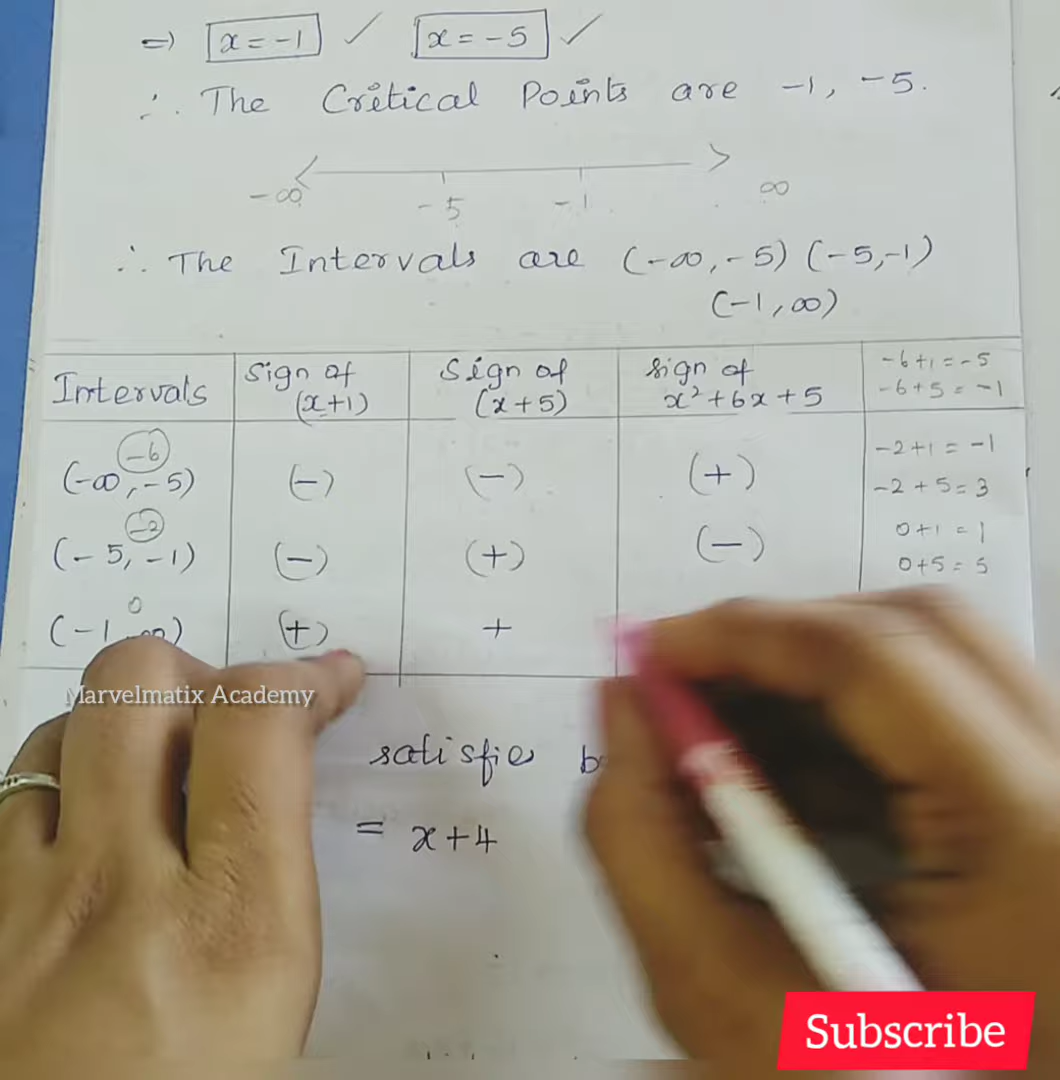 =) x = -1 ✓ x = -5 ✓
∴ The Critical Points are -1, -5.
-∞ -5 -1 ∞
∴ The Intervals are (-∞, -5) (-5, -1)
(-1, ∞)
Intervals Sign of (x+1) Sign of (x+5) Sign of x²+6x+5
-6+1 = -5
-6+5 = -1
-6
(-∞, -5) (-) (-) (+)
-2+1 = -1
-2+5 = 3
-2
(-5, -1) (-) (+) (-)
0+1 = 1
0+5 = 5
0
(-1, ∞) (+) +
Marvelmatix Academy
satisfie
= x+4
Subscribe